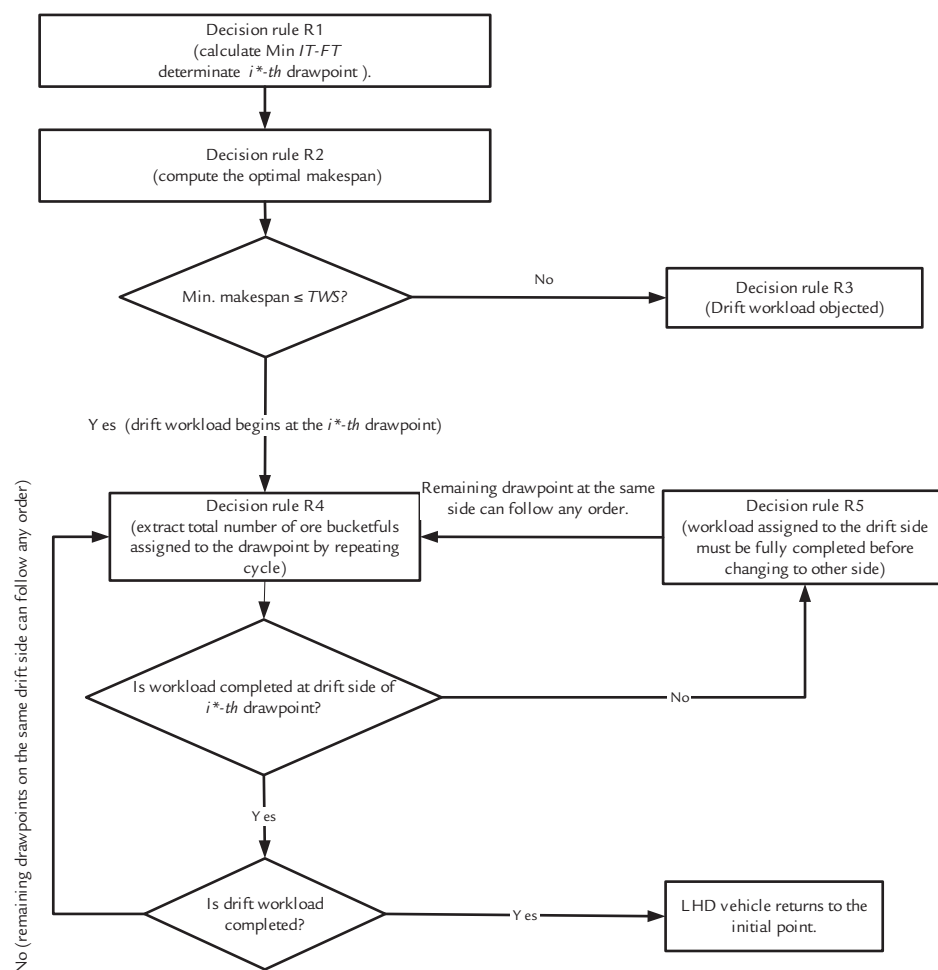 Decision rule R1
(calculate Min IT-FT
determinate i*-th drawpoint ).
Decision rule R2
(compute the optimal makespan)
Min. makespan ≤ TWS?
No
Decision rule R3
(Drift workload objected)
Y es (drift workload begins at the i*-th drawpoint)
Decision rule R4
(extract total number of ore bucketfuls
assigned to the drawpoint by repeating
cycle)
Remaining drawpoint at the same
side can follow any order.
Decision rule R5
(workload assigned to the drift side
must be fully completed before
changing to other side)
Is workload completed at drift side of
i*-th drawpoint?
No
Y es
No (remaining drawpoints on the same drift side can follow any order)
Is drift workload
completed?
Y es
LHD vehicle returns to the
initial point.